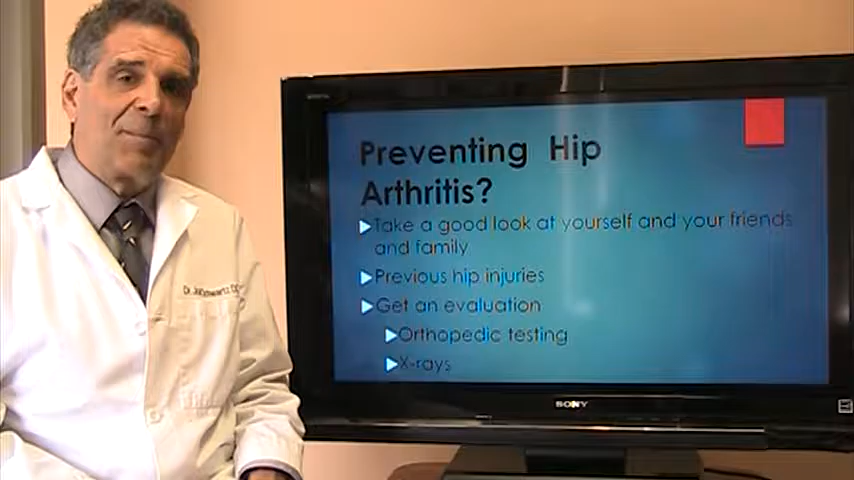 Preventing Hip
Arthritis?
Take a good look at yourself and your friends
and family
Previous hip injuries
Get an evaluation
Orthopedic testing
X-rays
SONY
Dr.